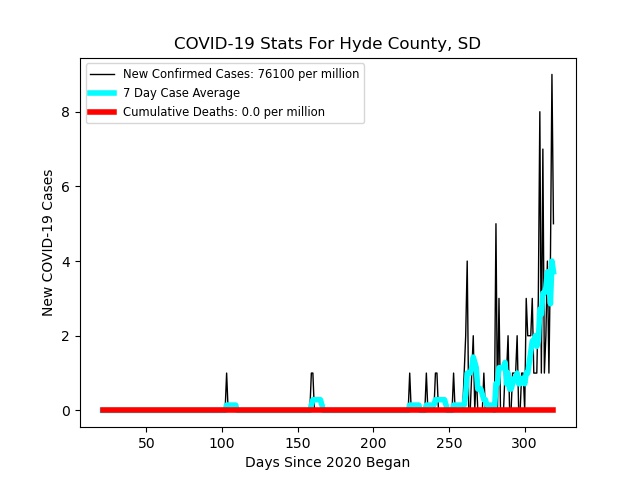 COVID-19 Stats For Hyde County, SD
New Confirmed Cases: 76100 per million
7 Day Case Average
Cumulative Deaths: 0.0 per million
New COVID-19 Cases
8
6
4
2
0
50 100 150 200 250 300
Days Since 2020 Began